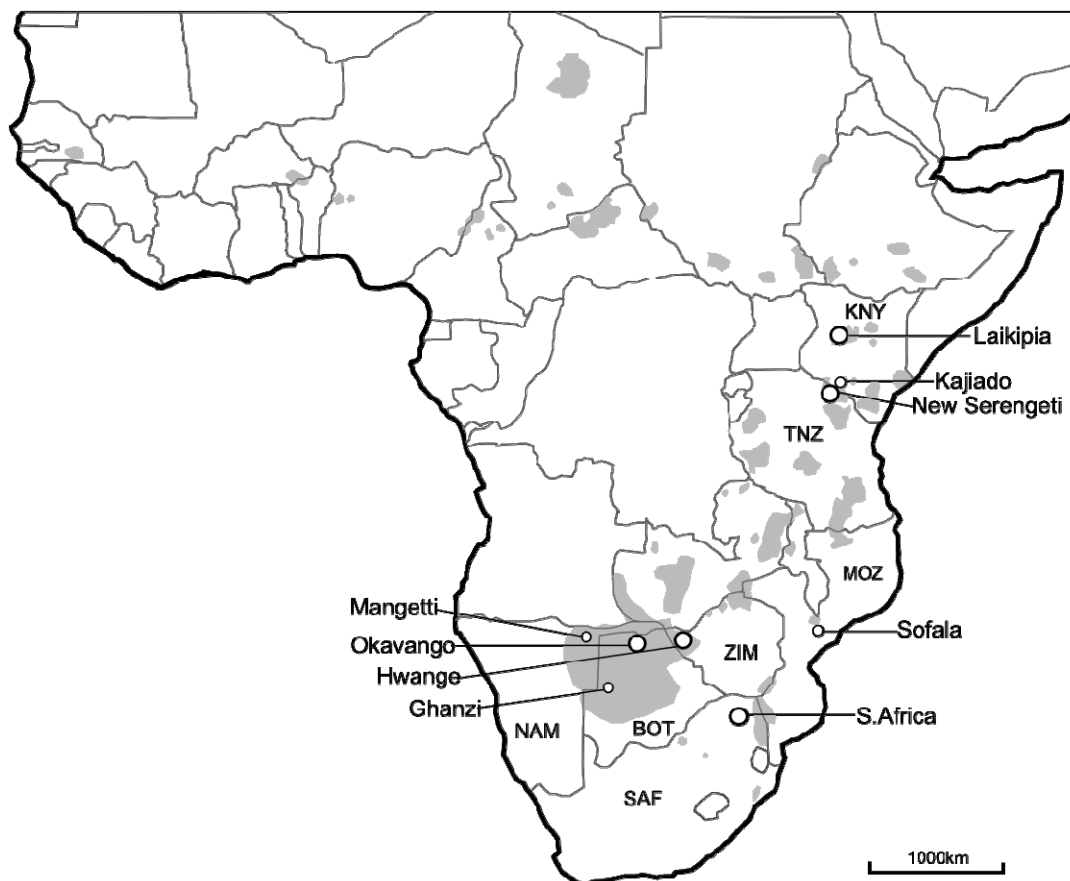 KNY
Laikipia
Kajiado
New Serengeti
TNZ
MOZ
Mangetti
Sofala
Okavango
ZIM
Hwange
Ghanzi
S.Africa
NAM
BOT
SAF
1000km